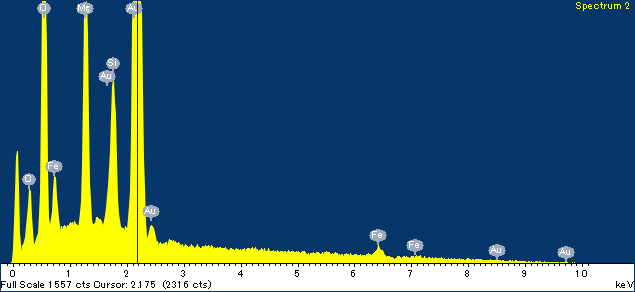 Spectrum 2
O Mg Au
Si
Au
Fe
Au
Fe
Fe
Au
Au
0 1 2 3 4 5 6 7 8 9 10
Full Scale 1557 cts Cursor: 2.175 (2316 cts) keV